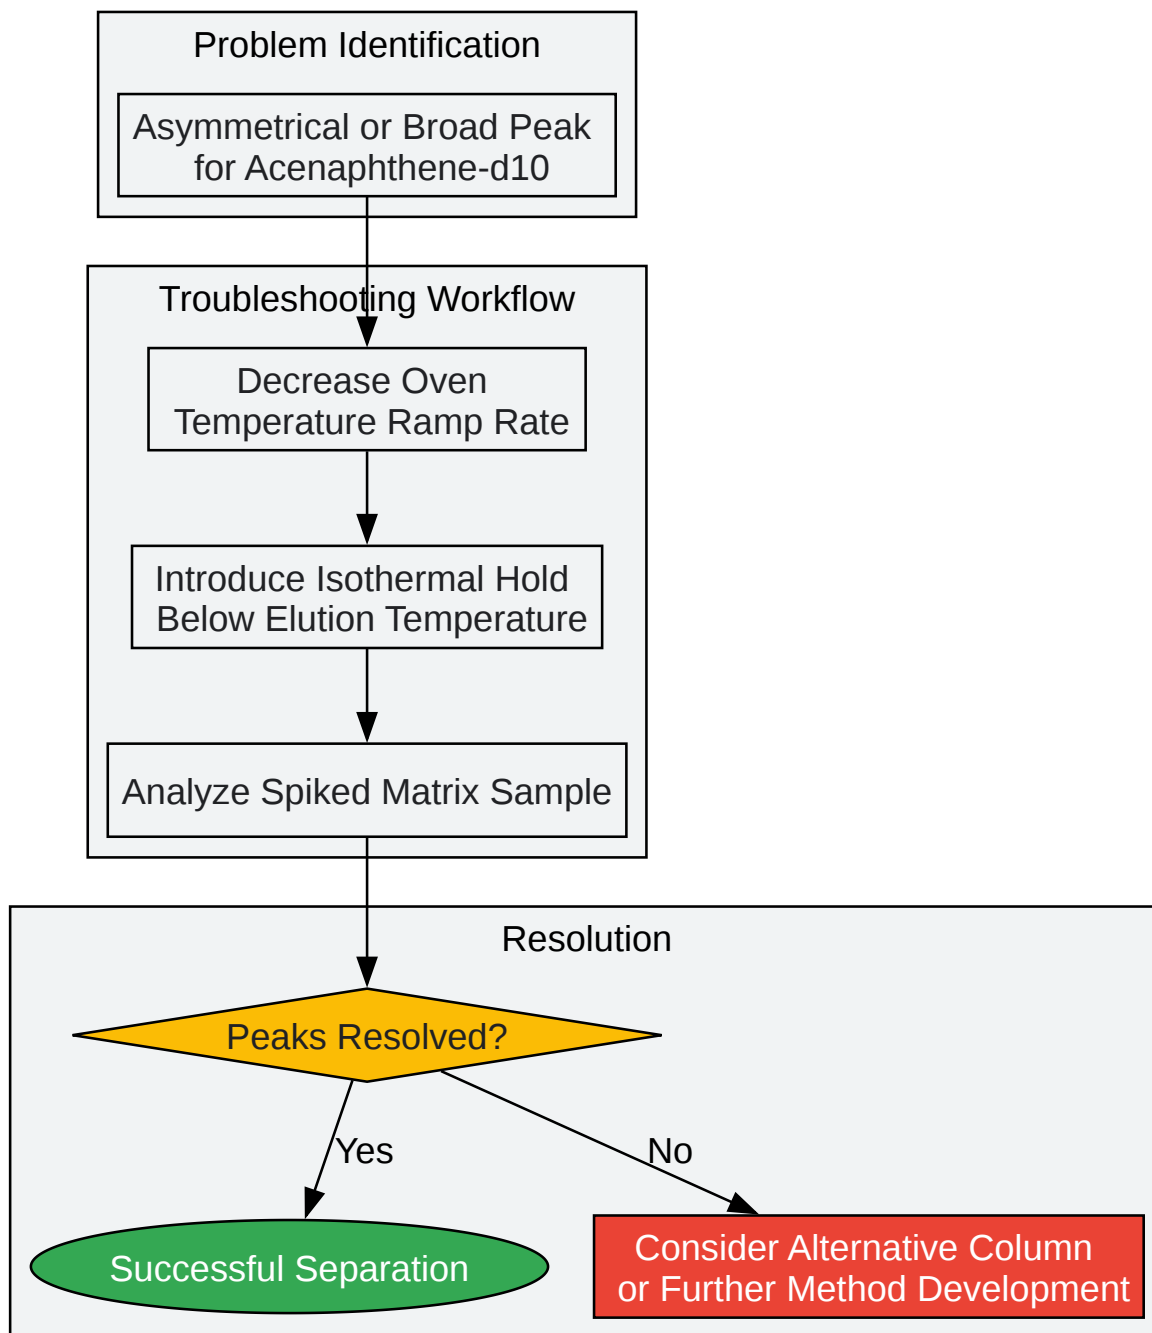 Problem Identification
Asymmetrical or Broad Peak
for Acenaphthene-d10
Troubleshooting Workflow
Decrease Oven
Temperature Ramp Rate
Introduce Isothermal Hold
Below Elution Temperature
Analyze Spiked Matrix Sample
Resolution
Peaks Resolved?
Yes
No
Successful Separation
Consider Alternative Column
or Further Method Development